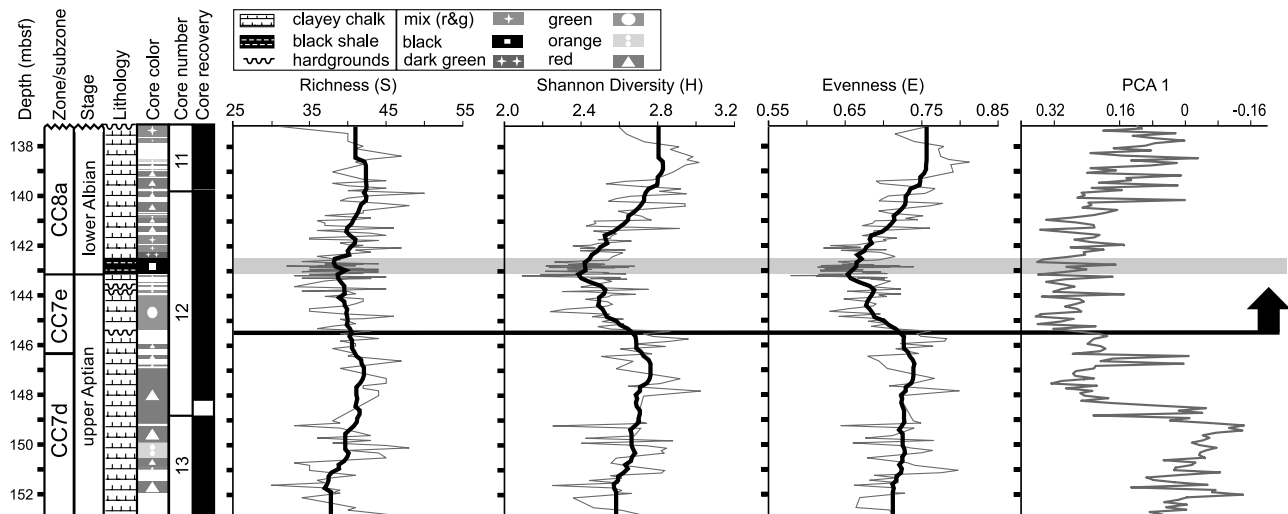 clayey chalk mix (r&g) green
black shale black orange
hardgrounds dark green red
Depth (mbsf) Zone/subzone Stage Lithology Core color Core number Core recovery
Richness (S) Shannon Diversity (H) Evenness (E) PCA 1
25 35 45 55 2.0 2.4 2.8 3.2 0.55 0.65 0.75 0.85 0.32 0.16 0 -0.16
138
140
142
144
146
148
150
152
CC8a
CC7e
CC7d
lower Albian
upper Aptian
11
12
13